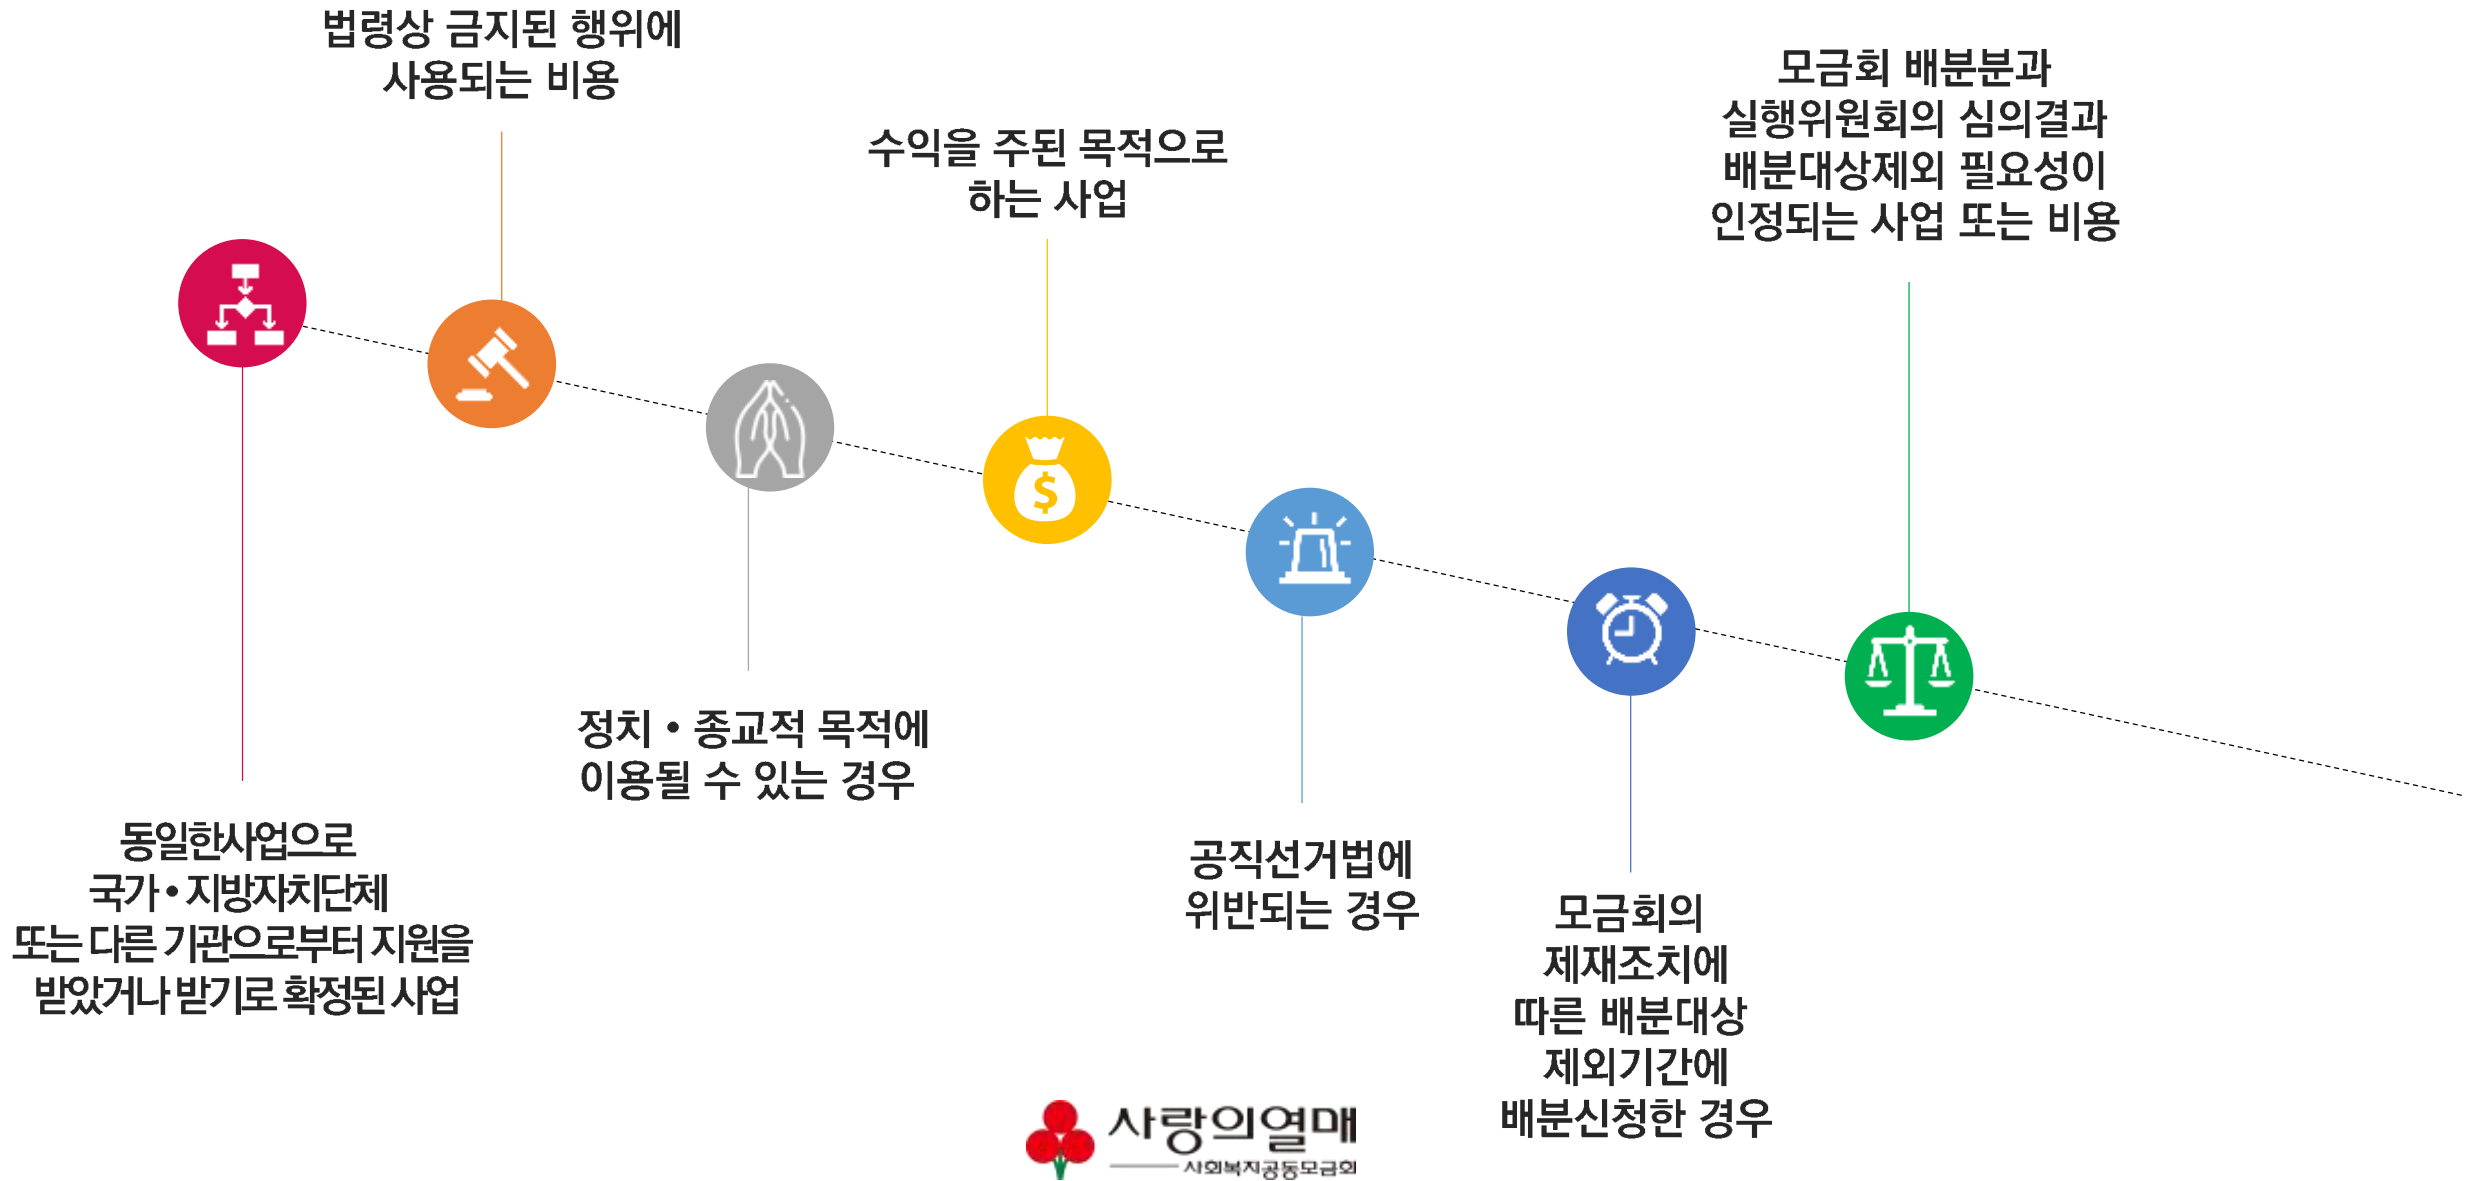 법령상 금지된 행위에
사용되는 비용
모금회 배분분과
실행위원회의 심의결과
배분대상제외 필요성이
인정되는 사업 또는 비용
수익을 주된 목적으로
하는 사업
$
정치・종교적 목적에
이용될 수 있는 경우
동일한사업으로
국가・지방자치단체
또는 다른 기관으로부터 지원을
받았거나 받기로 확정된 사업
공직선거법에
위반되는 경우
모금회의
제재조치에
따른 배분대상
제외기간에
배분신청한 경우
사랑의열매
사회복지공동모금회